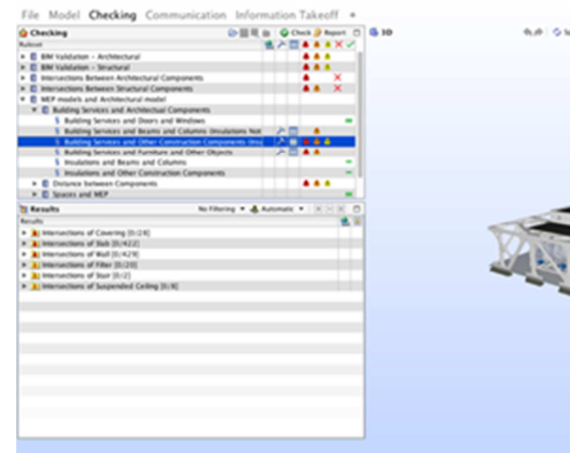 File Model Checking Communication Information Takeoff +
Checking Check Report 3D
Ruleset
BIM Validation - Architectural
BIM Validation - Structural
Intersections Between Architectural Components
Intersections Between Structural Components
MEP models and Architectural model
Building Services and Architectual Components
§ Building Services and Doors and Windows
§ Building Services and Beams and Columns (Insulations Not
§ Building Services and Other Construction Components (Insu
§ Building Services and Furniture and Other Objects
§ Insulations and Beams and Columns
§ Insulations and Other Construction Components
Distance between Components
Spaces and MEP
Results No Filtering Automatic
Results
Intersections of Covering [0/28]
Intersections of Slab [0/422]
Intersections of Wall [0/429]
Intersections of Filter [0/20]
Intersections of Stair [0/2]
Intersections of Suspended Ceiling [0/8]